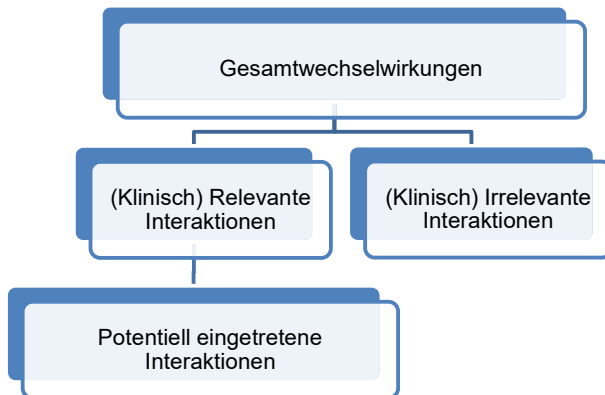 Gesamtwechselwirkungen
(Klinisch) Relevante
Interaktionen
(Klinisch) Irrelevante
Interaktionen
Potentiell eingetretene
Interaktionen